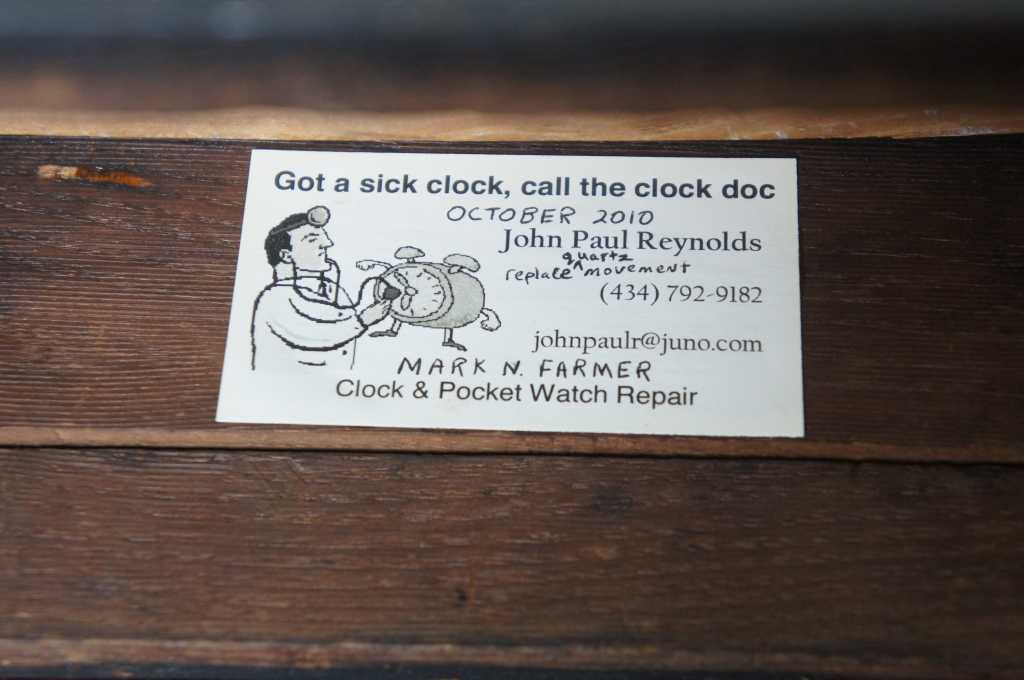 Got a sick clock, call the clock doc
OCTOBER 2010
John Paul Reynolds
quartz
replace ^ movement
(434) 792-9182
johnpaulr@juno.com
MARK N. FARMER
Clock & Pocket Watch Repair